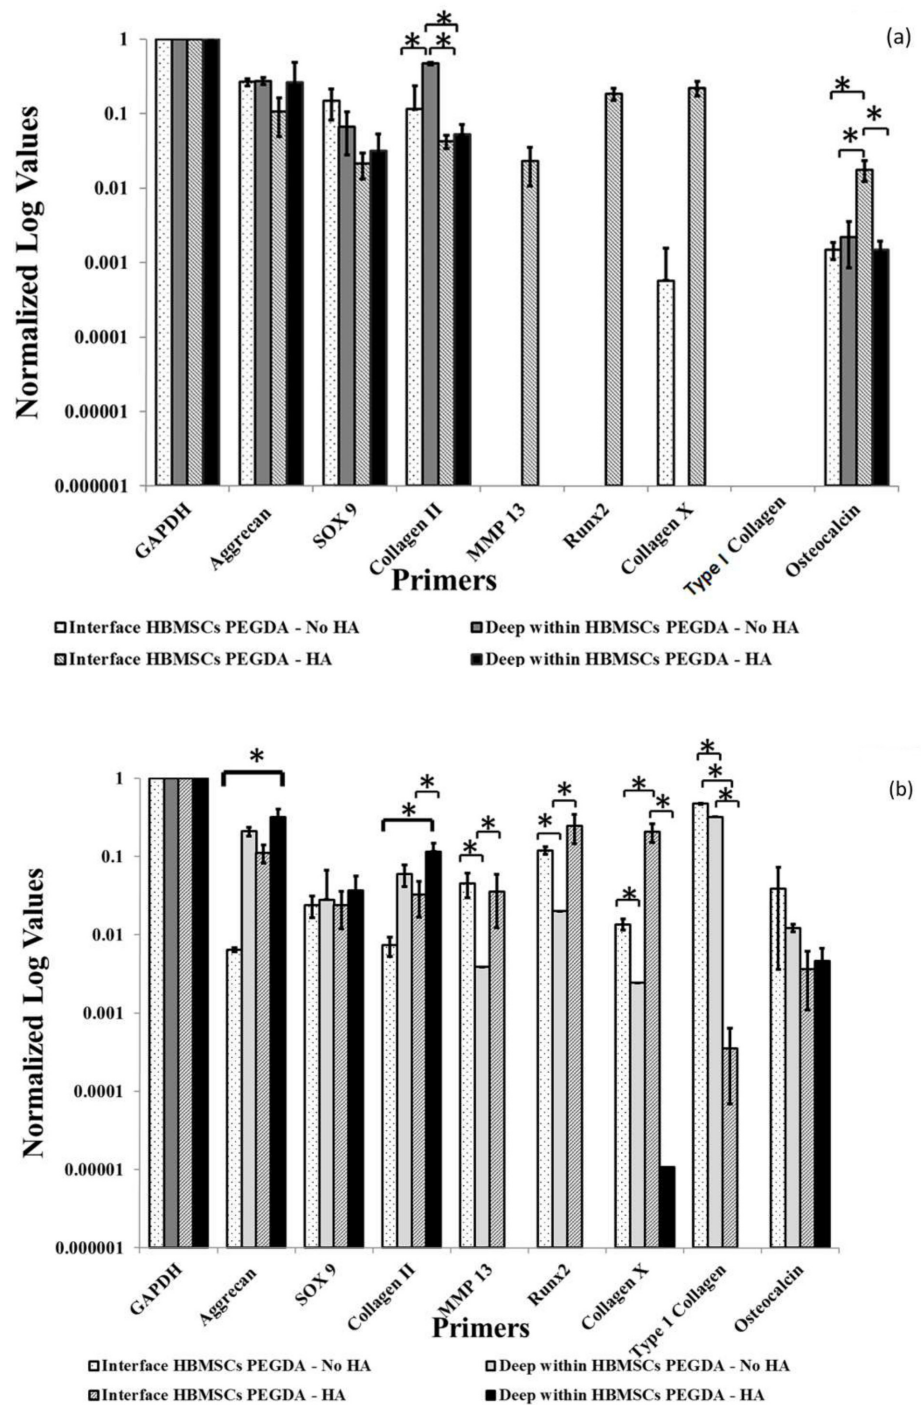 (a)
* * *
* * *
1
0.1
0.01
0.001
0.0001
0.00001
0.000001
Normalized Log Values
GAPDH
Aggrecan
SOX 9
Collagen II
MMP 13
Runx2
Collagen X
Type I Collagen
Osteocalcin
Primers
Interface HBMSCs PEGDA - No HA
Deep within HBMSCs PEGDA - No HA
Interface HBMSCs PEGDA - HA
Deep within HBMSCs PEGDA - HA
(b)
* * * * * * * * * * * * *
1
0.1
0.01
0.001
0.0001
0.00001
0.000001
Normalized Log Values
GAPDH
Aggrecan
SOX 9
Collagen II
MMP 13
Runx2
Collagen X
Type 1 Collagen
Osteocalcin
Primers
Interface HBMSCs PEGDA - No HA
Deep within HBMSCs PEGDA - No HA
Interface HBMSCs PEGDA - HA
Deep within HBMSCs PEGDA - HA